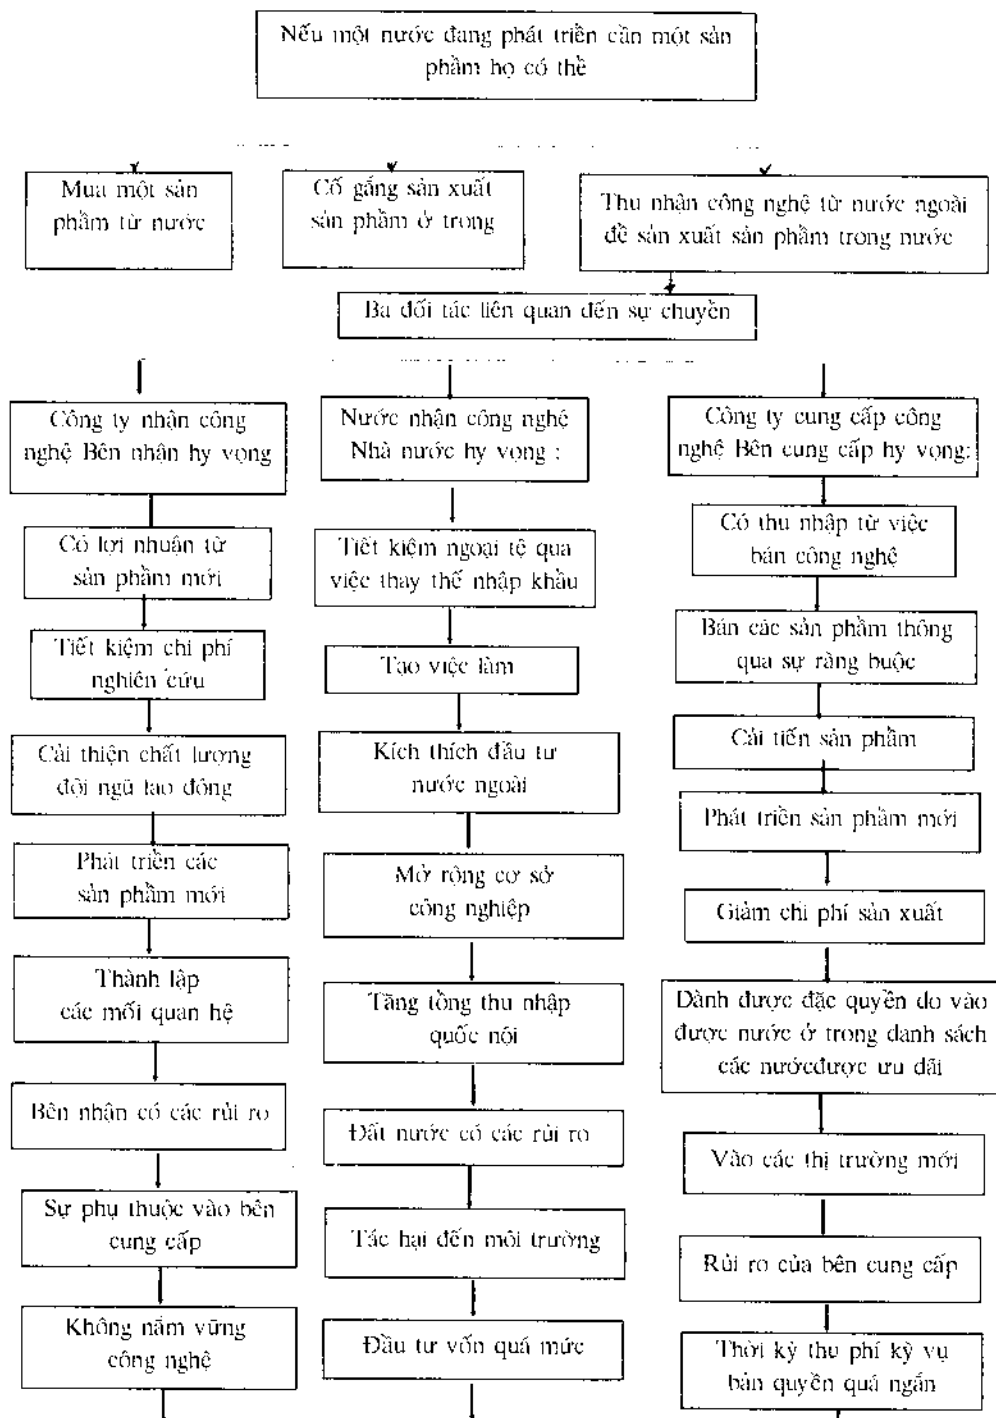 Nếu một nước đang phát triển cần một sản
phẩm họ có thể
Mua một sản
phẩm từ nước
Cố gắng sản xuất
sản phẩm ở trong
Thu nhận công nghệ từ nước ngoài
để sản xuất sản phẩm trong nước
Ba đối tác liên quan đến sự chuyển
Công ty nhận công
nghệ Bên nhận hy vọng
Có lợi nhuận từ
sản phẩm mới
Tiết kiệm chi phí
nghiên cứu
Cải thiện chất lượng
đội ngũ lao động
Phát triển các
sản phẩm mới
Thành lập
các mối quan hệ
Bên nhận có các rủi ro
Sự phụ thuộc vào bên
cung cấp
Không nắm vững
công nghệ
Nước nhận công nghệ
Nhà nước hy vọng :
Tiết kiệm ngoại tệ qua
việc thay thế nhập khẩu
Tạo việc làm
Kích thích đầu tư
nước ngoài
Mở rộng cơ sở
công nghiệp
Tăng tổng thu nhập
quốc nội
Đất nước có các rủi ro
Tác hại đến môi trường
Đầu tư vốn quá mức
Công ty cung cấp công
nghệ Bên cung cấp hy vọng:
Có thu nhập từ việc
bán công nghệ
Bán các sản phẩm thông
qua sự ràng buộc
Cải tiến sản phẩm
Phát triển sản phẩm mới
Giảm chi phí sản xuất
Dành được đặc quyền do vào
được nước ở trong danh sách
các nướcđược ưu đãi
Vào các thị trường mới
Rủi ro của bên cung cấp
Thời kỳ thu phí kỳ vụ
bản quyền quá ngắn